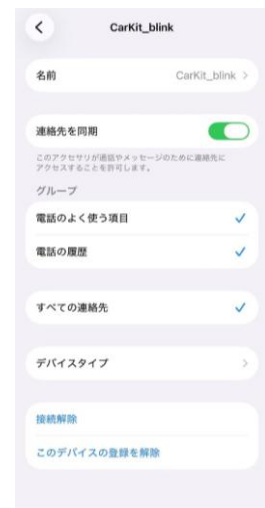 CarKit_blink
名前
CarKit_blink
連絡先を同期
このアクセサリが通話やメッセージのために連絡先に
アクセスすることを許可します。
グループ
電話のよく使う項目
電話の履歴
すべての連絡先
デバイスタイプ
接続解除
このデバイスの登録を解除